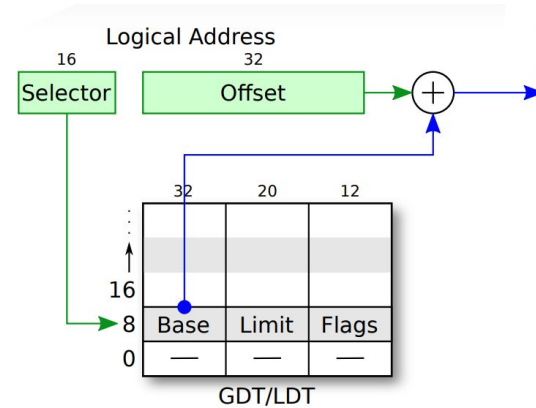 Logical Address
16 32
Selector Offset
+
32 20 12
16
8 Base Limit Flags
0 — — —
GDT/LDT